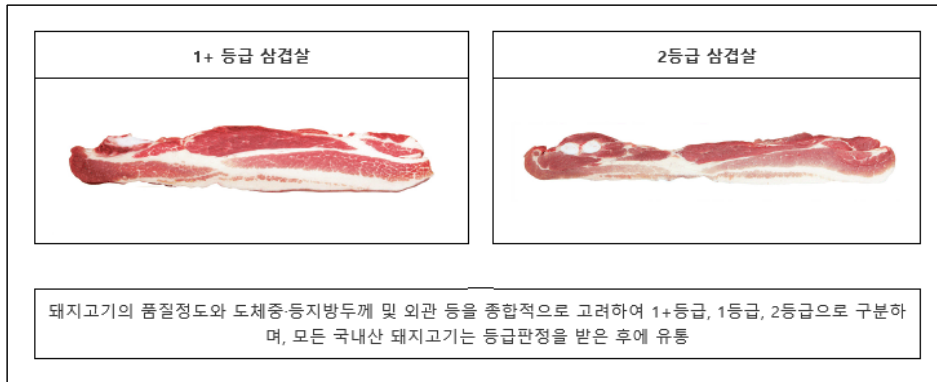 1+ 등급 삼겹살
2등급 삼겹살
돼지고기의 품질정도와 도체중·등지방두께 및 외관 등을 종합적으로 고려하여 1+등급, 1등급, 2등급으로 구분하
며, 모든 국내산 돼지고기는 등급판정을 받은 후에 유통